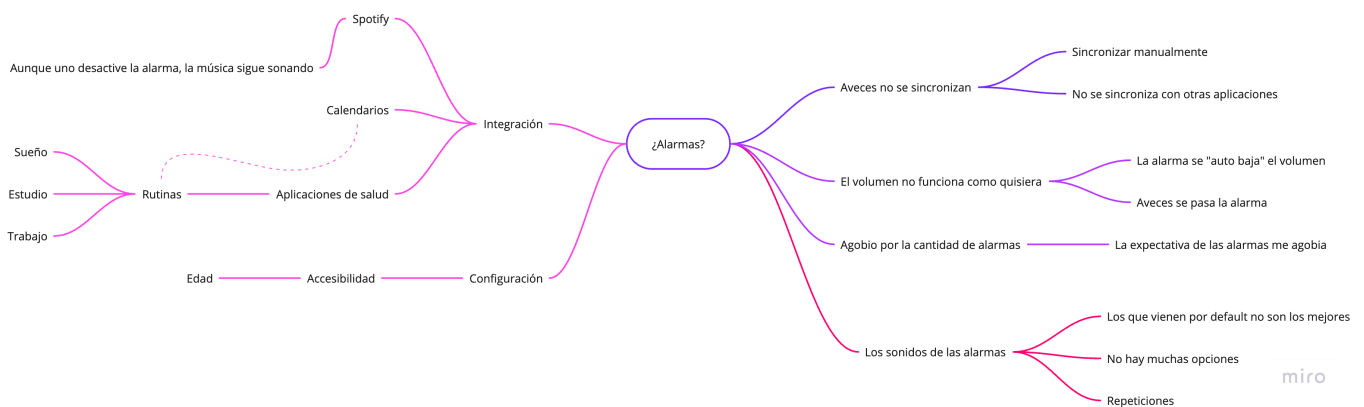 ¿Alarmas?
Integración
Spotify
Aunque uno desactive la alarma, la música sigue sonando
Calendarios
Aplicaciones de salud
Rutinas
Sueño
Estudio
Trabajo
Configuración
Accesibilidad
Edad
Aveces no se sincronizan
Sincronizar manualmente
No se sincroniza con otras aplicaciones
El volumen no funciona como quisiera
La alarma se "auto baja" el volumen
Aveces se pasa la alarma
Agobio por la cantidad de alarmas
La expectativa de las alarmas me agobia
Los sonidos de las alarmas
Los que vienen por default no son los mejores
No hay muchas opciones
Repeticiones
miro